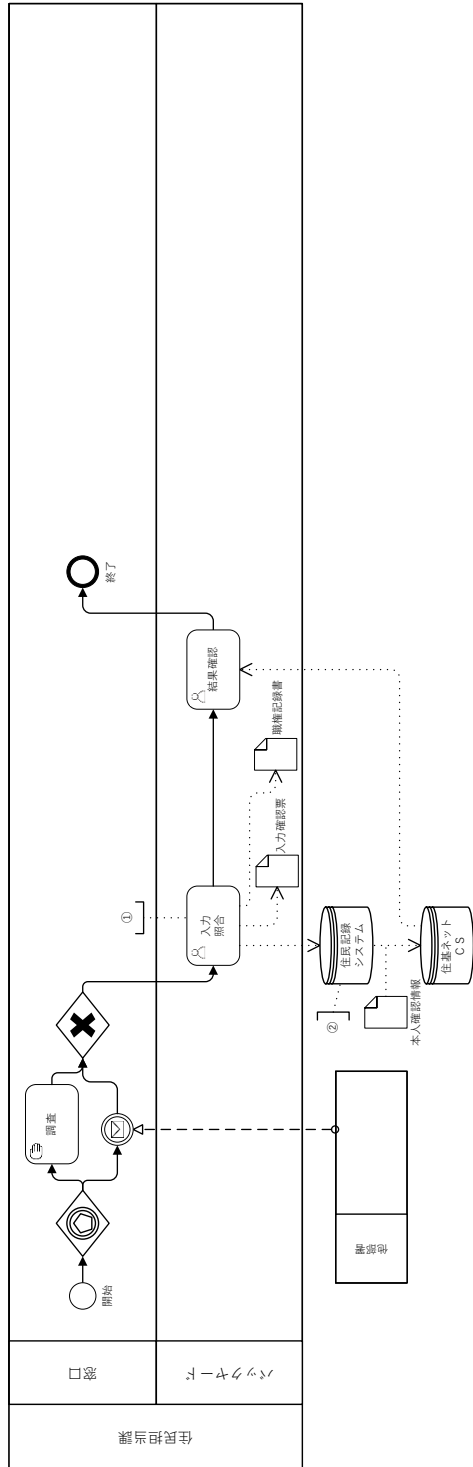 住民担当課
窓口
バックヤード
開始
調査
①
入力
照合
結果確認
終了
入力確認票
職権記録書
②
住民記録
システム
本人確認情報
住基ネット
CS